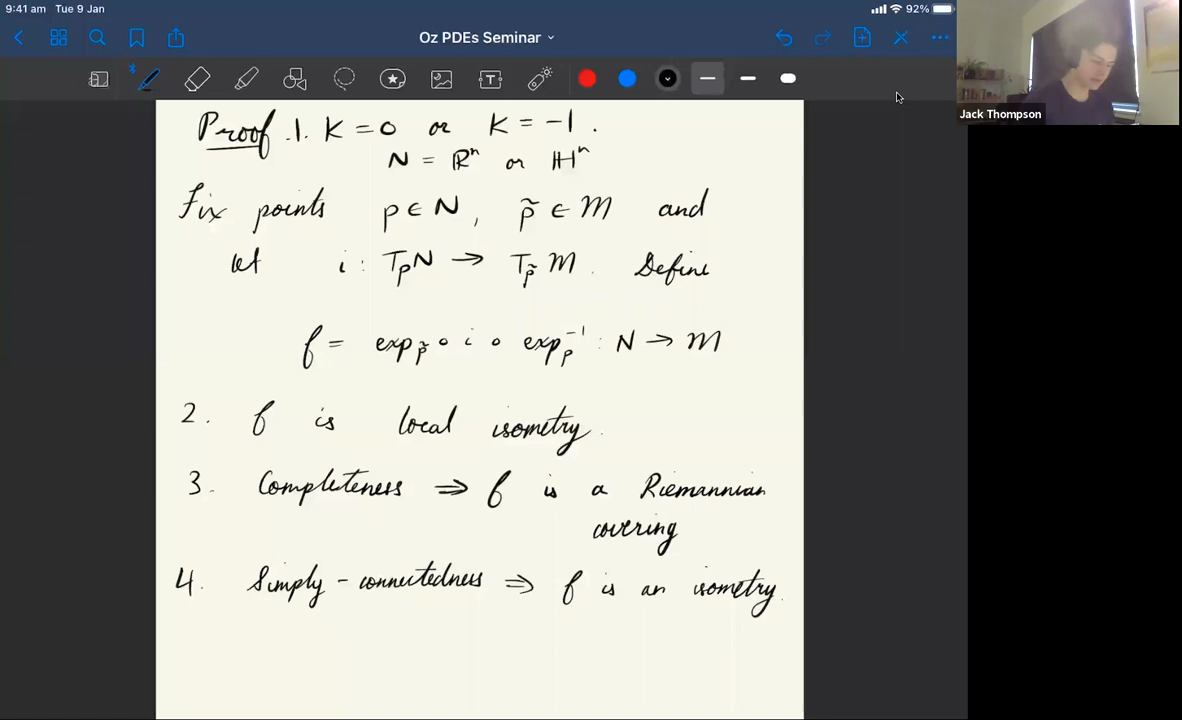 9:41 am Tue 9 Jan
92%
Oz PDEs Seminar
Jack Thompson
Proof. 1. K = 0 or K = -1.
N = ℝⁿ or ℍⁿ
Fix points p ∈ N, p̃ ∈ M and
let i : TₚN → T_p̃ M. Define
f = exp_p̃ ∘ i ∘ exp_p⁻¹ : N → M
2. f is local isometry.
3. Completeness ⇒ f is a Riemannian
covering
4. Simply-connectedness ⇒ f is an isometry.